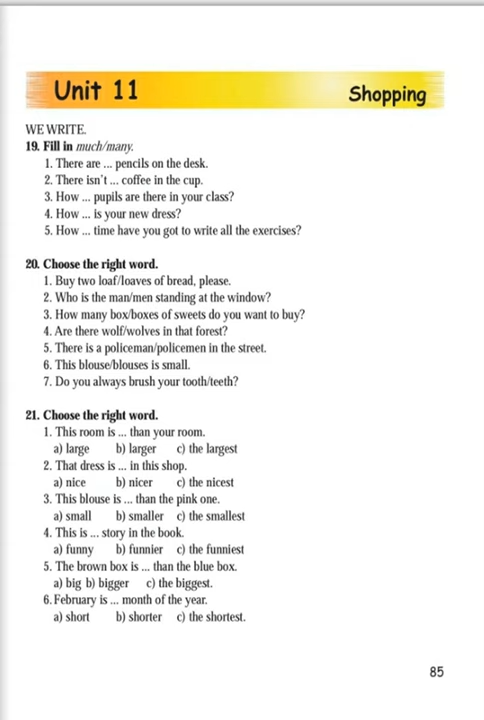 Unit 11
Shopping
WE WRITE.
19. Fill in much/many.
1. There are ... pencils on the desk.
2. There isn't ... coffee in the cup.
3. How ... pupils are there in your class?
4. How ... is your new dress?
5. How ... time have you got to write all the exercises?
20. Choose the right word.
1. Buy two loaf/loaves of bread, please.
2. Who is the man/men standing at the window?
3. How many box/boxes of sweets do you want to buy?
4. Are there wolf/wolves in that forest?
5. There is a policeman/policemen in the street.
6. This blouse/blouses is small.
7. Do you always brush your tooth/teeth?
21. Choose the right word.
1. This room is ... than your room.
a) large b) larger c) the largest
2. That dress is ... in this shop.
a) nice b) nicer c) the nicest
3. This blouse is ... than the pink one.
a) small b) smaller c) the smallest
4. This is ... story in the book.
a) funny b) funnier c) the funniest
5. The brown box is ... than the blue box.
a) big b) bigger c) the biggest.
6. February is ... month of the year.
a) short b) shorter c) the shortest.
85